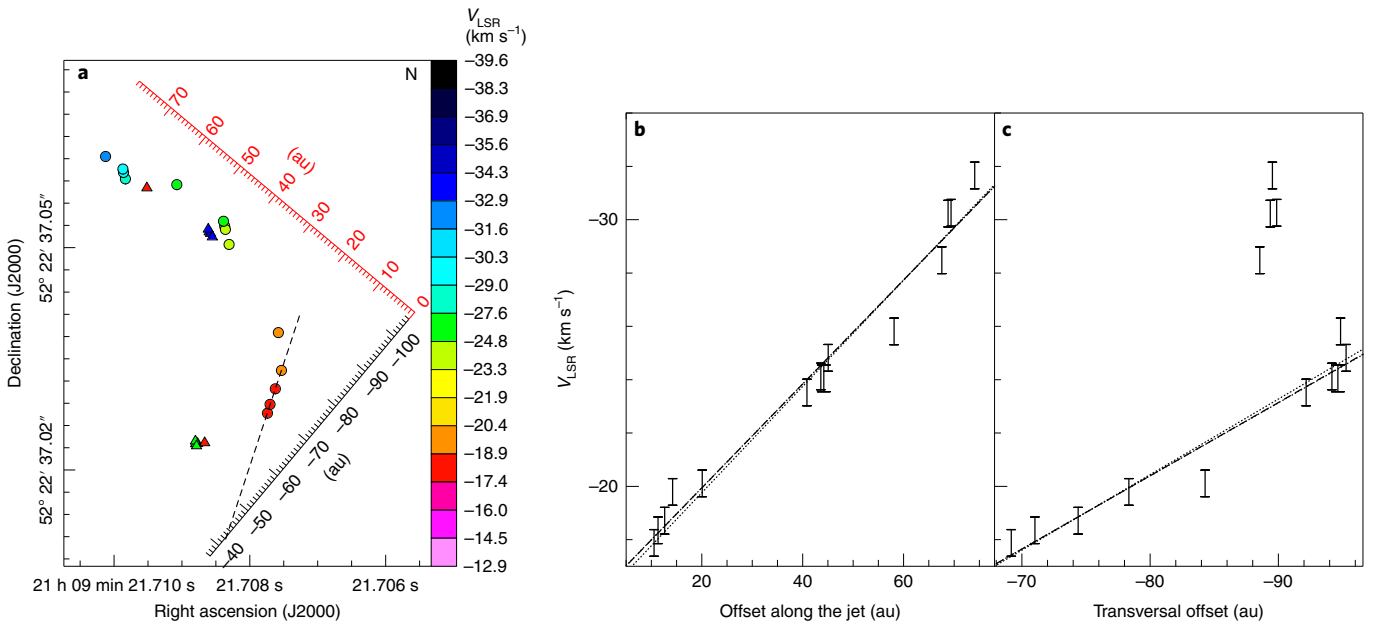 V_LSR
(km s⁻¹)
a
N
–39.6
–38.3
–36.9
–35.6
–34.3
–32.9
–31.6
–30.3
–29.0
–27.6
–24.8
–23.4
–21.9
–20.4
–18.9
–17.4
–16.0
–14.5
–12.9
70
60
50
40
30
20
10
0
(au)
–100
–90
–80
–70
–60
–50
–40
(au)
Declination (J2000)
52° 22′ 37.05″
52° 22′ 37.02″
21 h 09 min 21.710 s
21.708 s
21.706 s
Right ascension (J2000)
b
V_LSR (km s⁻¹)
–30
–20
20
40
60
Offset along the jet (au)
c
–70
–80
–90
Transversal offset (au)